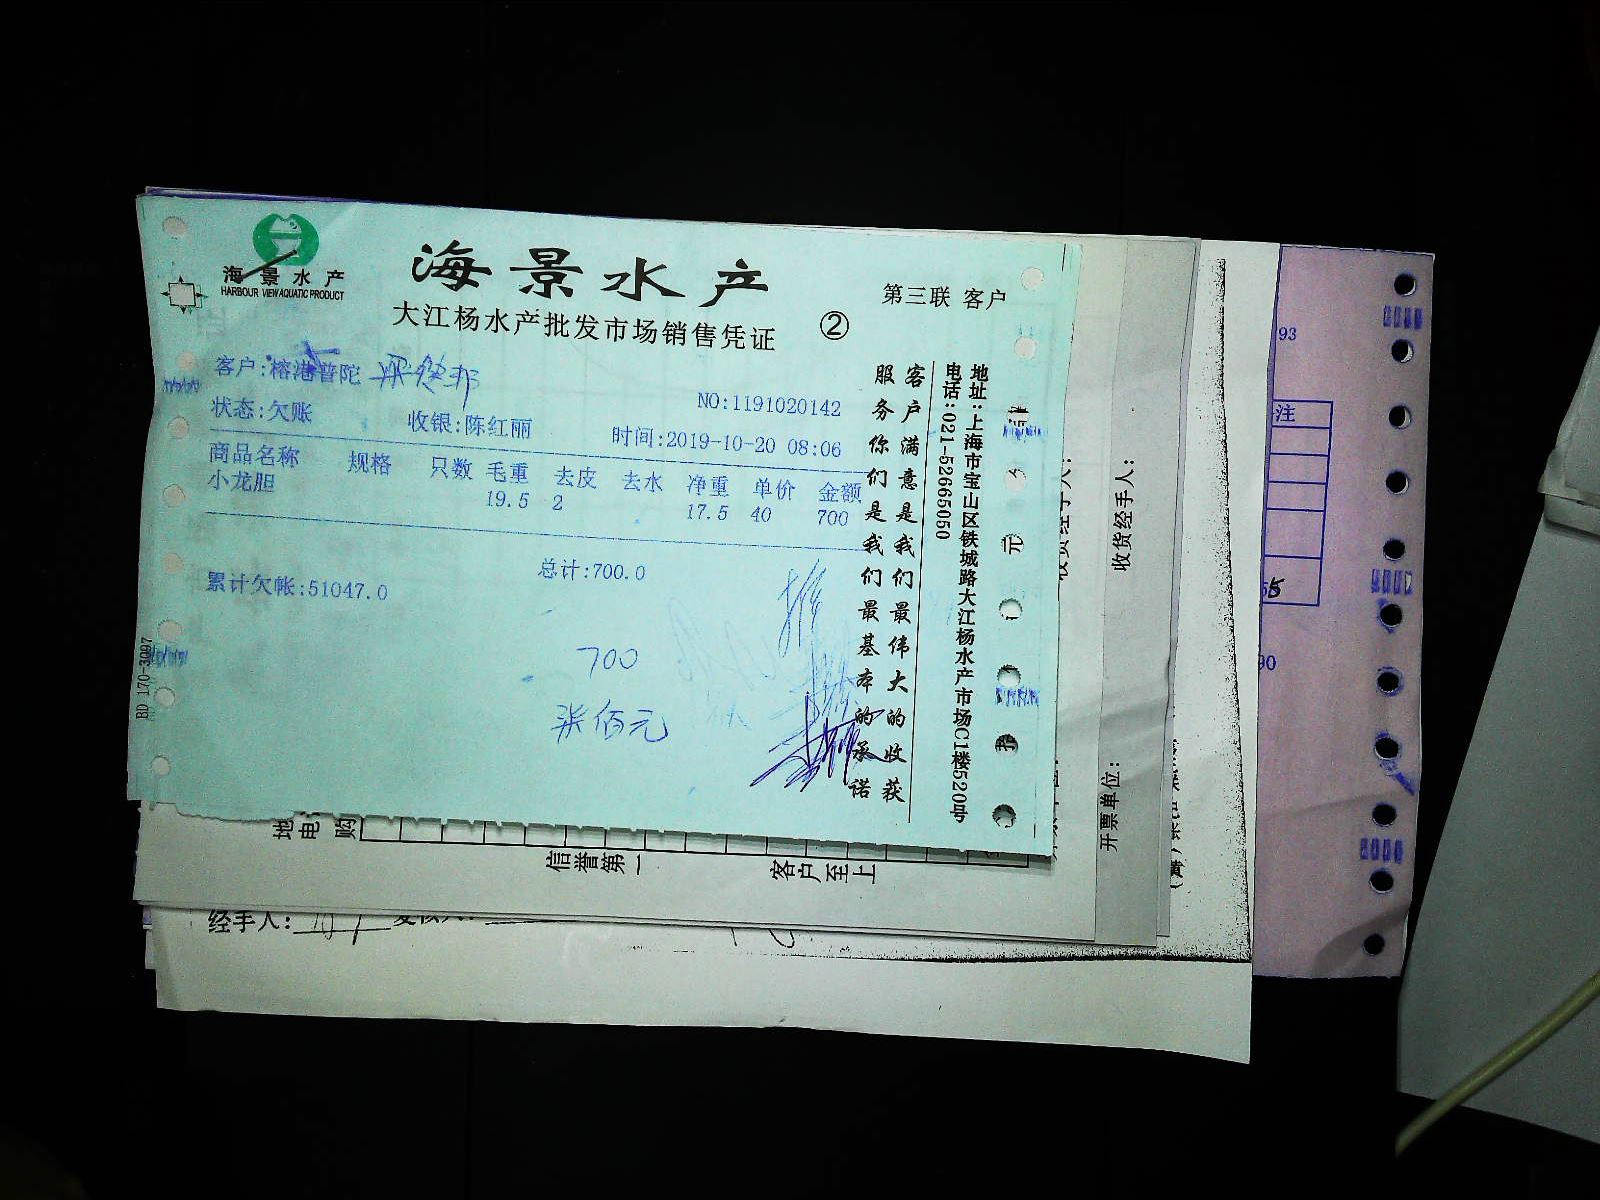 海景水产
HARBOUR VIEW AQUATIC PRODUCT
海景水产
大江杨水产批发市场销售凭证
②
第三联 客户
客户:榕港普陀
NO:1191020142
状态:欠账 收银:陈红丽 时间:2019-10-20 08:06
商品名称 规格 只数 毛重 去皮 去水 净重 单价 金额
小龙胆 19.5 2 17.5 40 700
总计:700.0
累计欠帐:51047.0
700
柒佰元
客户满意是我们最伟大的收获
服务你们是我们最基本的承诺
地址:上海市宝山区铁城路大江杨水产市场C1楼520号
电话:021-52665050
BD 170-3097
收货经手人:
开票单位:
地
电
购
信誉第一
客户至上
经手人:
93
注
90